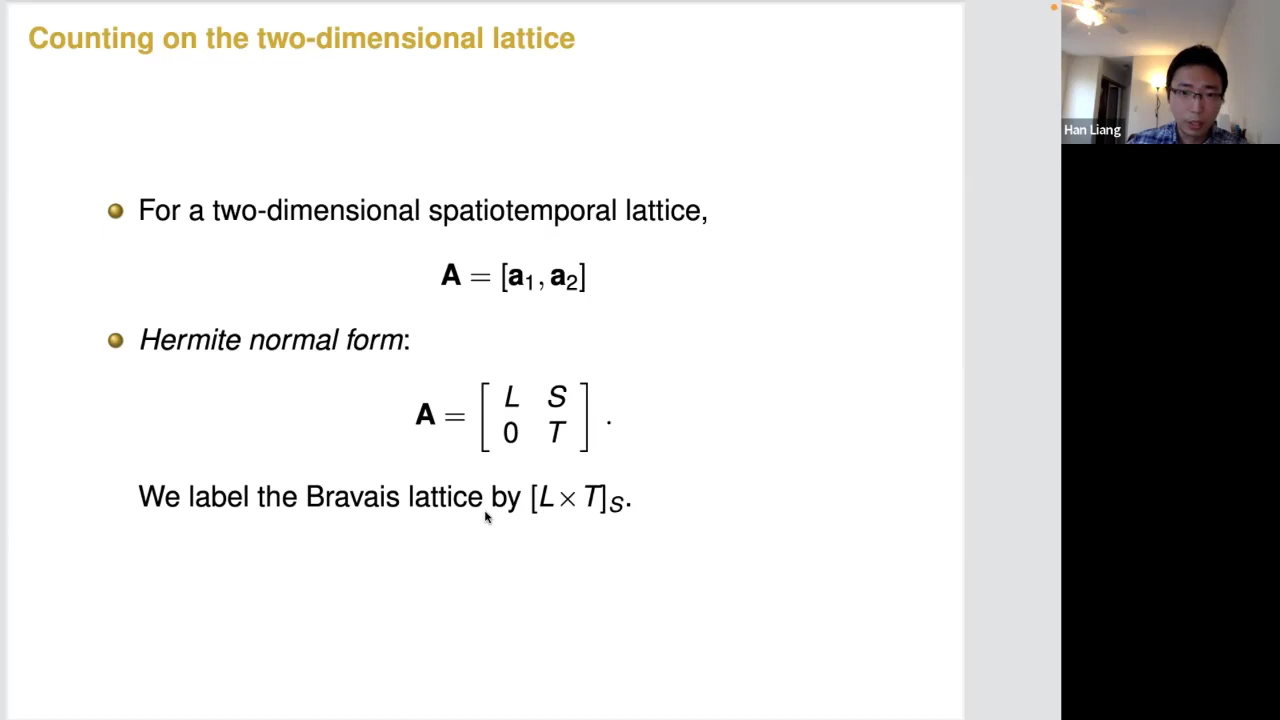 Counting on the two-dimensional lattice
For a two-dimensional spatiotemporal lattice,
A = [a₁, a₂]
Hermite normal form:
A = [ L S
0 T ] .
We label the Bravais lattice by [L × T]_S.
Han Liang